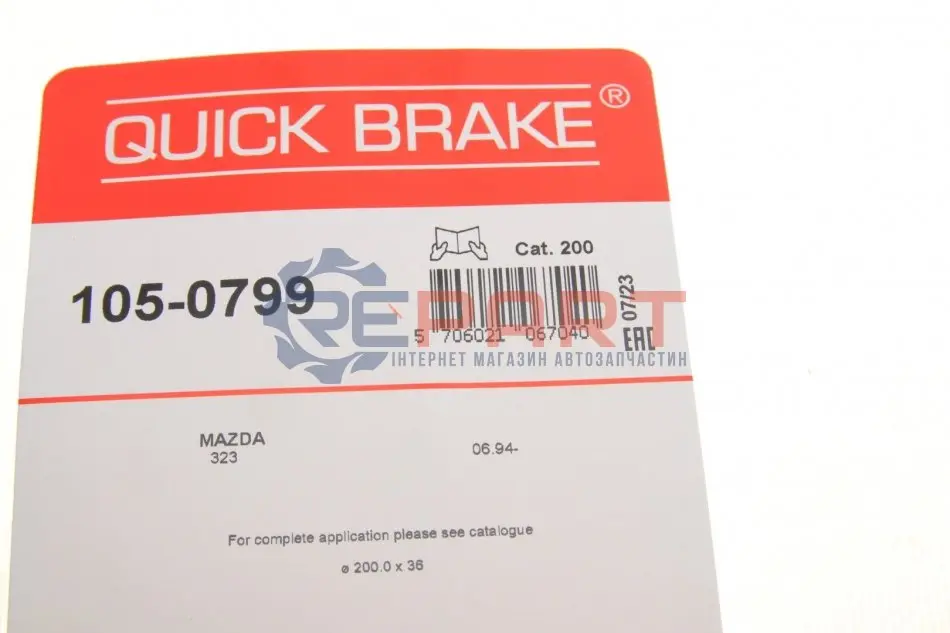 QUICK BRAKE®
Cat. 200
105-0799
5 706021 067040
07/23
EAC
REPART
ІНТЕРНЕТ МАГАЗИН АВТОЗАПЧАСТИН
MAZDA
323
06.94-
For complete application please see catalogue
ø 200.0 x 36